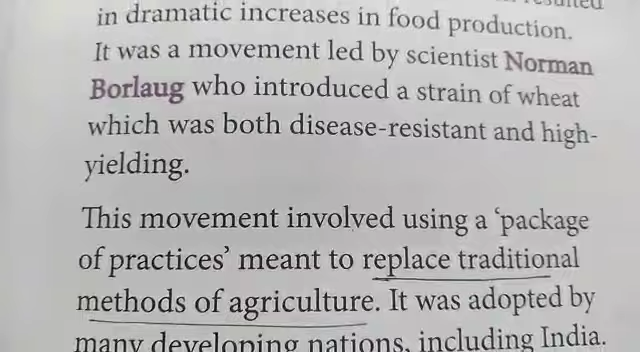 in dramatic increases in food production.
It was a movement led by scientist Norman
Borlaug who introduced a strain of wheat
which was both disease-resistant and high-
yielding.
This movement involved using a ‘package
of practices’ meant to replace traditional
methods of agriculture. It was adopted by
many developing nations, including India.